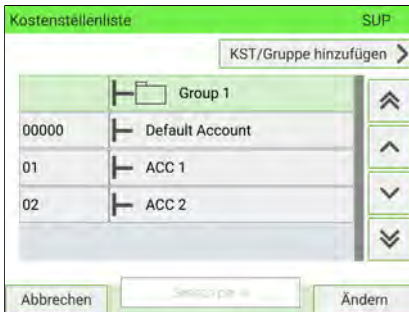 Kostenstellenliste SUP
KST/Gruppe hinzufügen
Group 1
00000 Default Account
01 ACC 1
02 ACC 2
Abbrechen Ändern